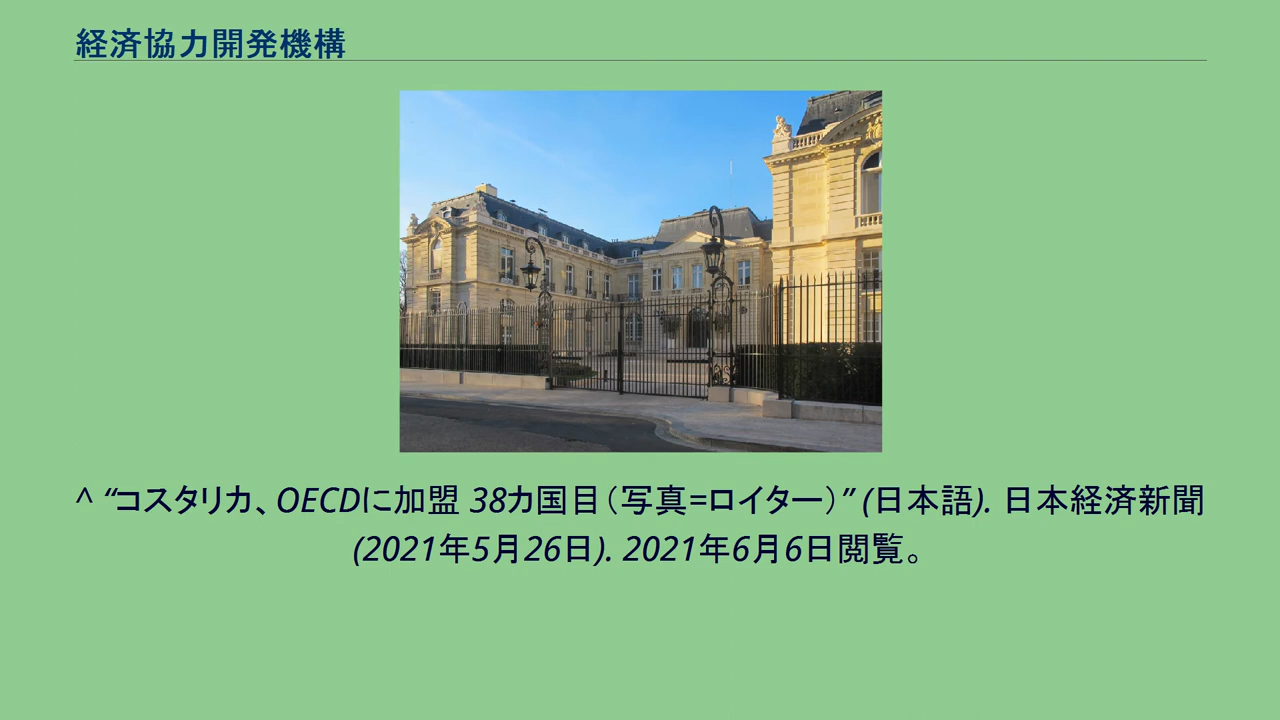 経済協力開発機構
^ “コスタリカ、OECDに加盟 38カ国目（写真=ロイター）” (日本語). 日本経済新聞
(2021年5月26日). 2021年6月6日閲覧。